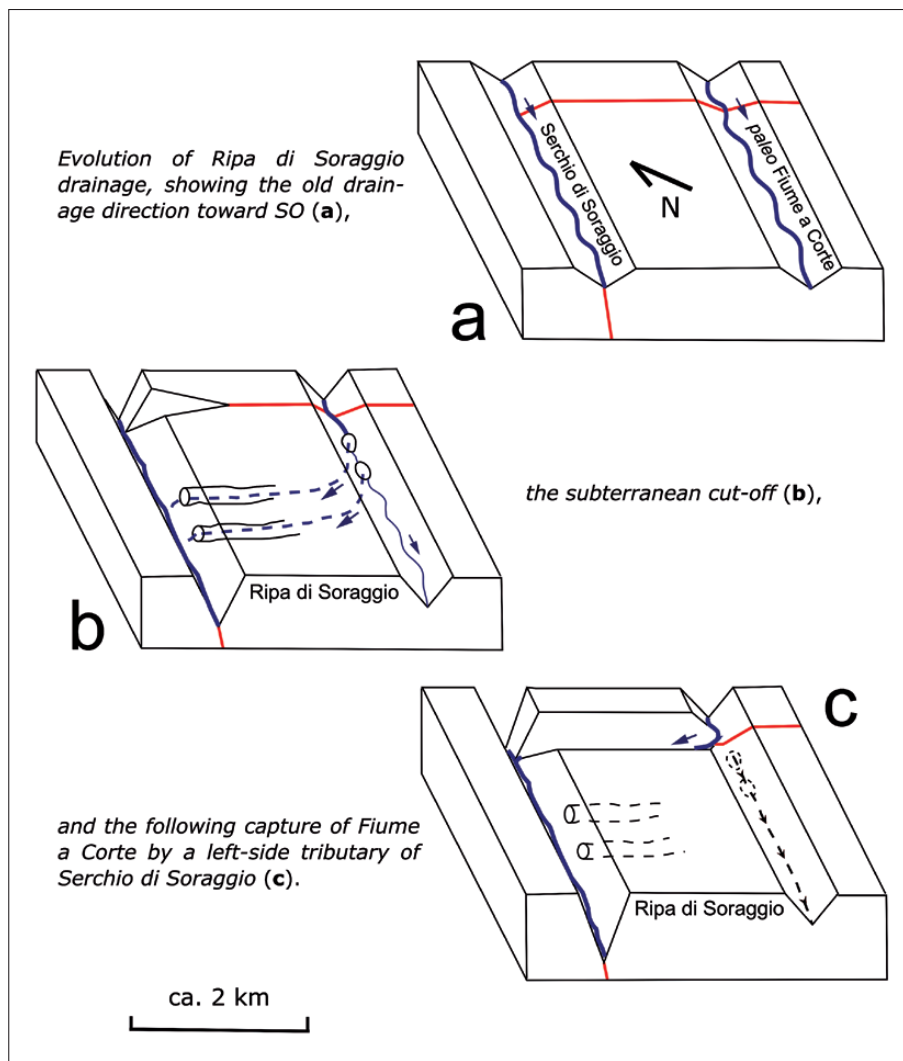 Evolution of Ripa di Soraggio
drainage, showing the old drain-
age direction toward SO (a),
Serchio di Soraggio
N
paleo Fiume a Corte
a
the subterranean cut-off (b),
Ripa di Soraggio
b
c
and the following capture of Fiume
a Corte by a left-side tributary of
Serchio di Soraggio (c).
Ripa di Soraggio
ca. 2 km